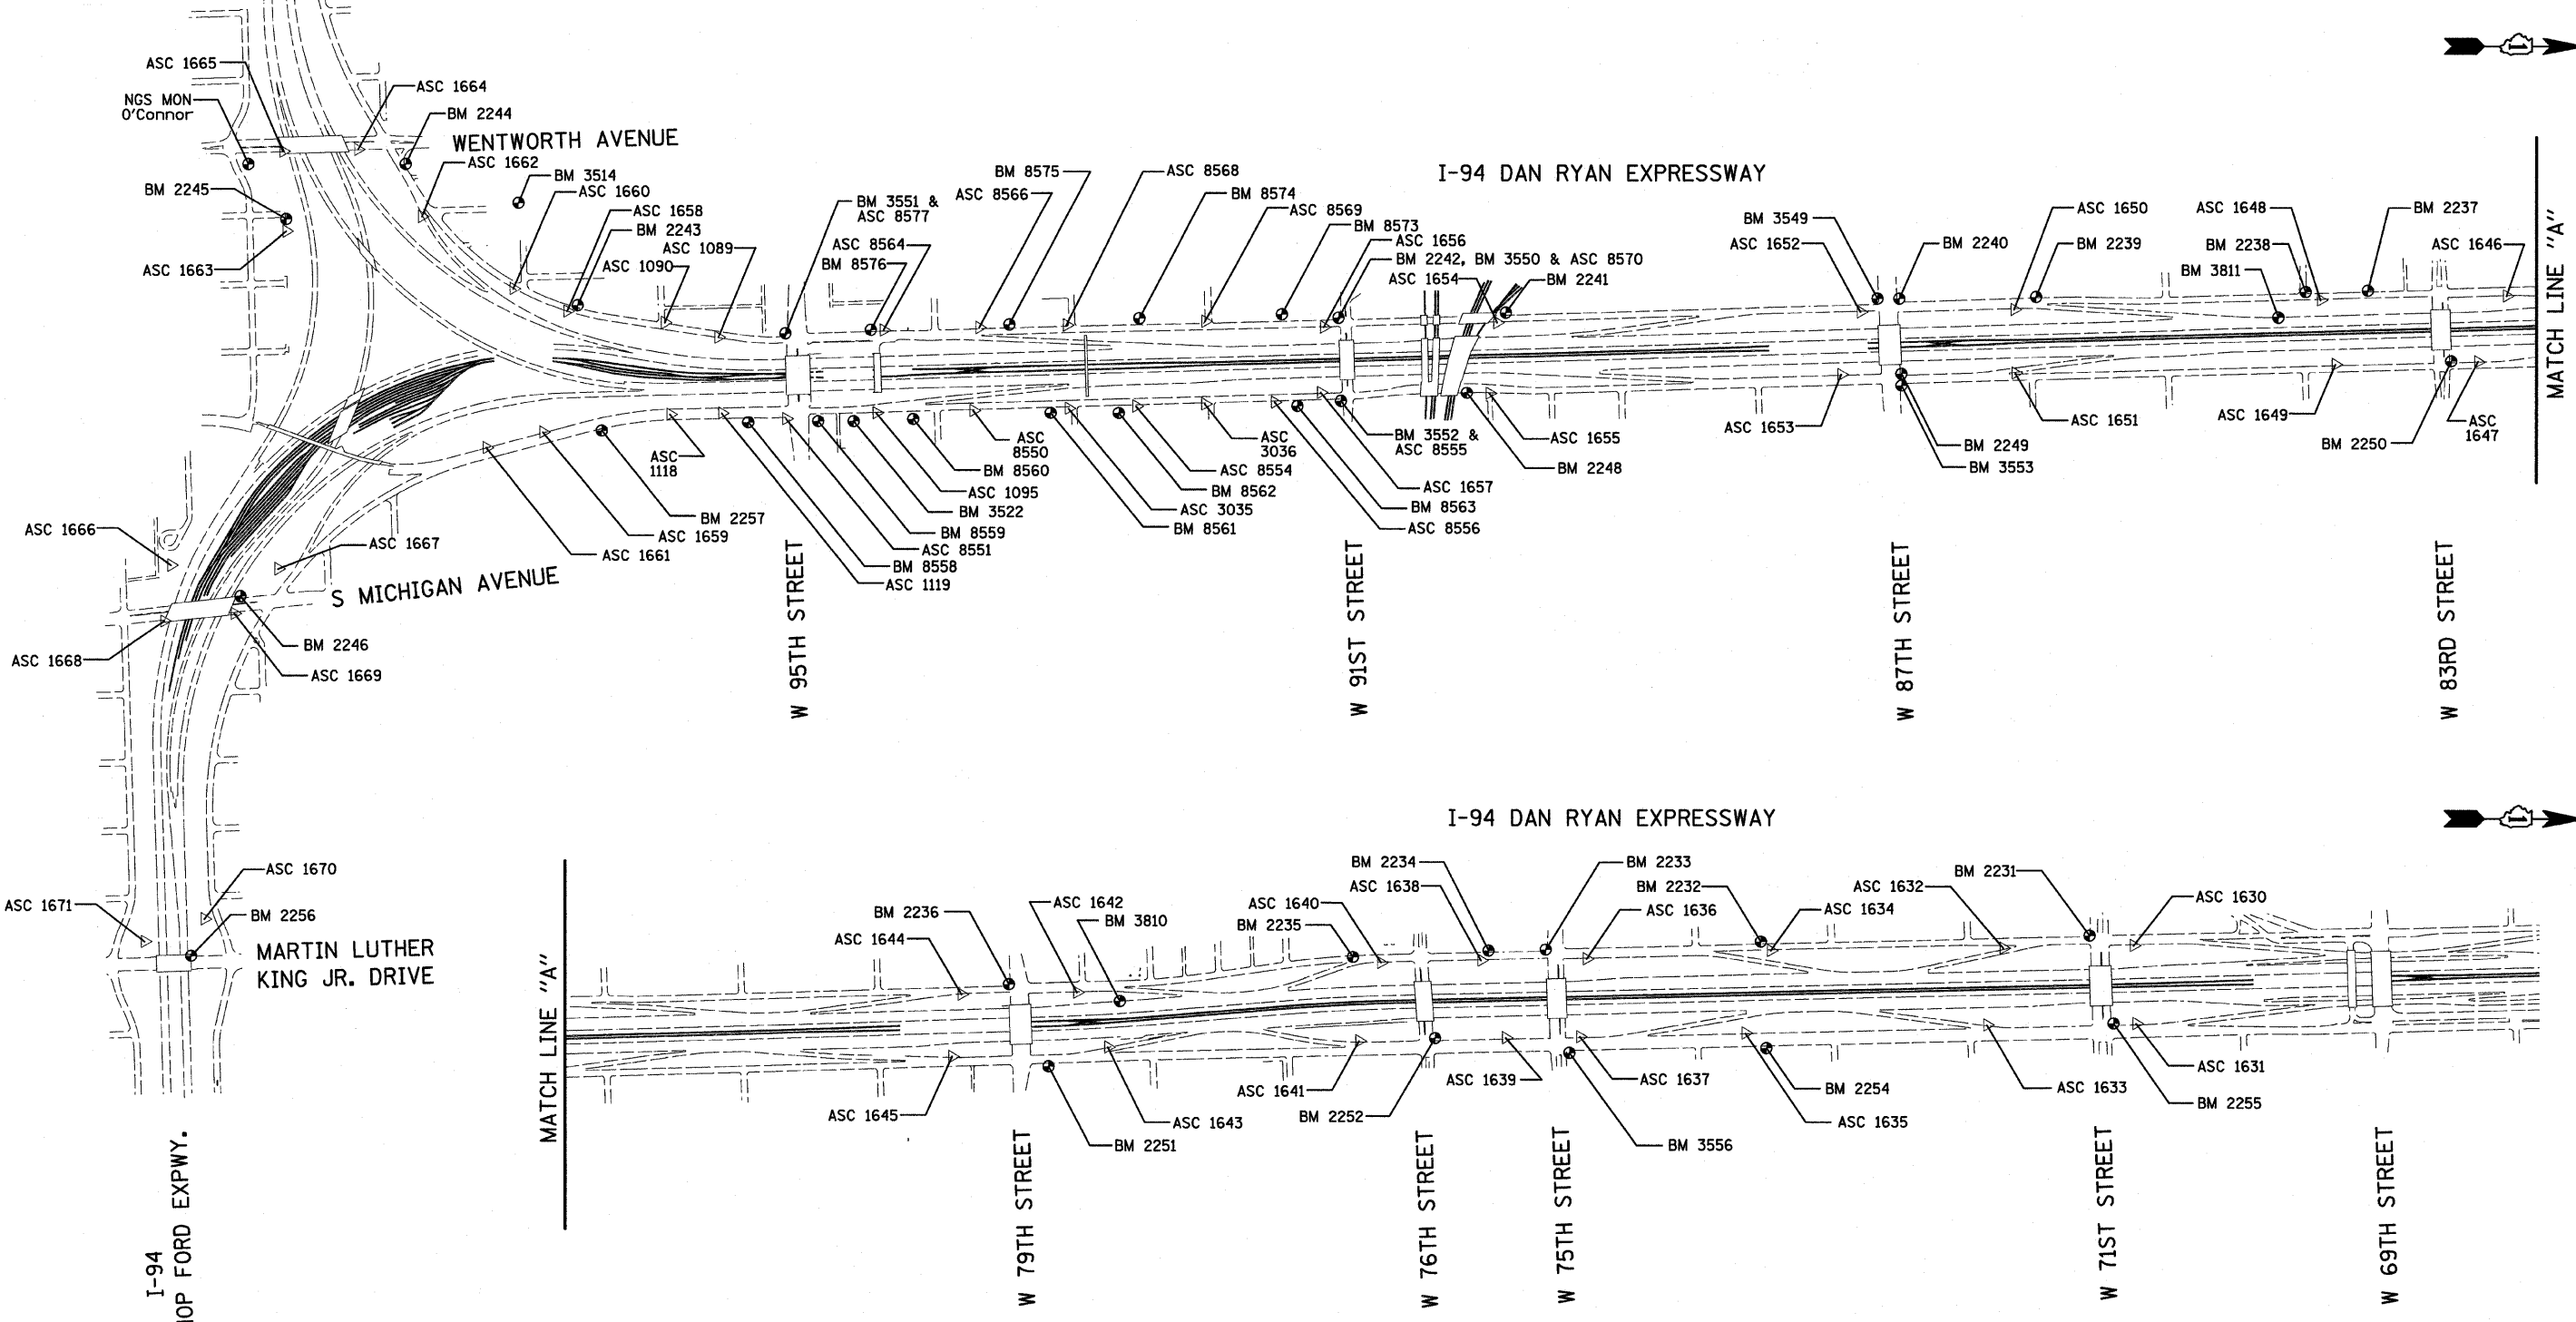 ASC 1665
ASC 1664
NGS MON
O'Connor
BM 2244
WENTWORTH AVENUE
ASC 1662
BM 2245
BM 3514
ASC 1660
ASC 1658
BM 2243
ASC 1663
ASC 1089
ASC 1090
BM 3551 &
ASC 8577
ASC 8564
BM 8576
BM 8575
ASC 8566
ASC 8568
BM 8574
ASC 8569
BM 8573
ASC 1656
BM 2242, BM 3550 & ASC 8570
ASC 1654
BM 2241
I-94 DAN RYAN EXPRESSWAY
BM 3549
ASC 1652
BM 2240
ASC 1650
BM 2239
ASC 1648
BM 2238
BM 3811
BM 2237
ASC 1646
MATCH LINE "A"
ASC
1118
BM 2257
ASC 1659
ASC 1661
ASC
8550
BM 8560
ASC 1095
BM 3522
BM 8559
ASC 8551
BM 8558
ASC 1119
ASC
3036
ASC 8554
BM 8562
ASC 3035
BM 8561
BM 3552 &
ASC 8555
ASC 1657
BM 8563
ASC 8556
ASC 1655
BM 2248
ASC 1653
BM 2249
BM 3553
ASC 1651
ASC 1649
BM 2250
ASC
1647
ASC 1666
ASC 1667
S MICHIGAN AVENUE
BM 2246
ASC 1668
ASC 1669
W 95TH STREET
W 91ST STREET
W 87TH STREET
W 83RD STREET
ASC 1670
ASC 1671
BM 2256
MARTIN LUTHER
KING JR. DRIVE
I-94
HOP FORD EXPWY.
I-94 DAN RYAN EXPRESSWAY
MATCH LINE "A"
BM 2236
ASC 1644
ASC 1642
BM 3810
ASC 1640
BM 2235
BM 2234
ASC 1638
BM 2233
BM 2232
ASC 1636
ASC 1634
ASC 1632
BM 2231
ASC 1630
ASC 1645
BM 2251
ASC 1643
ASC 1641
BM 2252
ASC 1639
ASC 1637
BM 3556
BM 2254
ASC 1635
ASC 1633
ASC 1631
BM 2255
W 79TH STREET
W 76TH STREET
W 75TH STREET
W 71ST STREET
W 69TH STREET